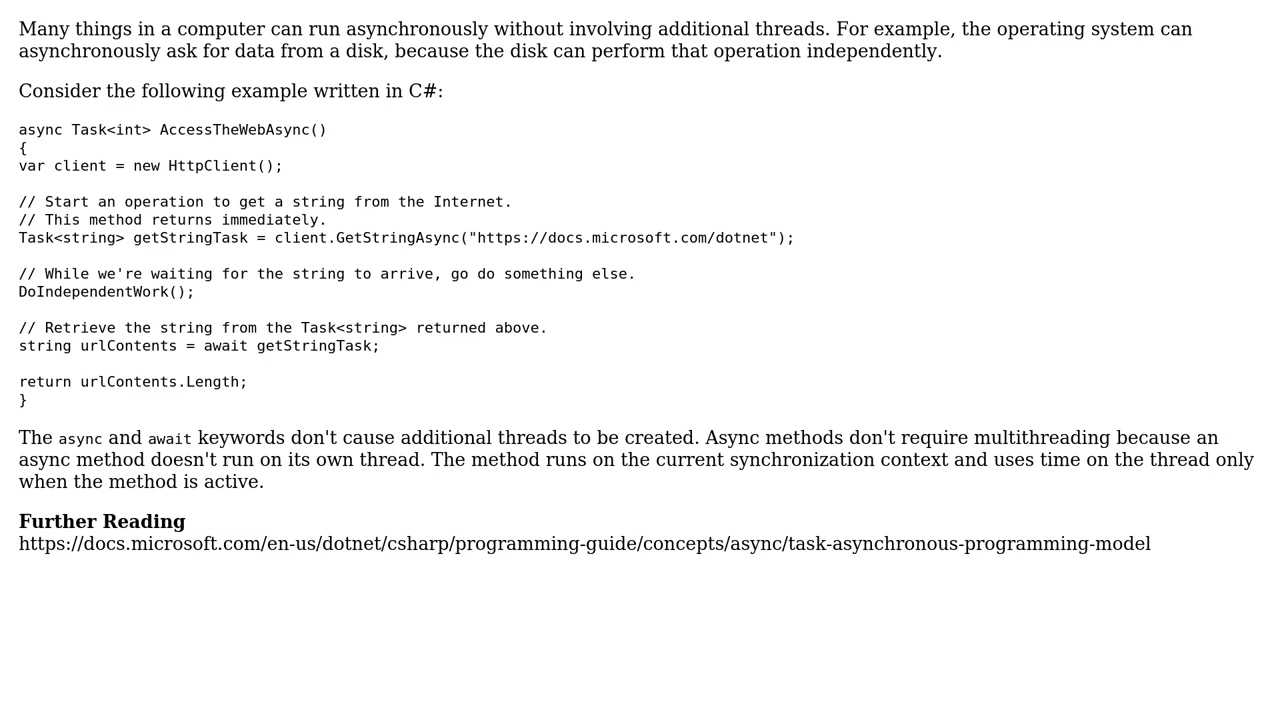 Many things in a computer can run asynchronously without involving additional threads. For example, the operating system can
asynchronously ask for data from a disk, because the disk can perform that operation independently.
Consider the following example written in C#:
async Task<int> AccessTheWebAsync()
{
var client = new HttpClient();
// Start an operation to get a string from the Internet.
// This method returns immediately.
Task<string> getStringTask = client.GetStringAsync("https://docs.microsoft.com/dotnet");
// While we're waiting for the string to arrive, go do something else.
DoIndependentWork();
// Retrieve the string from the Task<string> returned above.
string urlContents = await getStringTask;
return urlContents.Length;
}
The async and await keywords don't cause additional threads to be created. Async methods don't require multithreading because an
async method doesn't run on its own thread. The method runs on the current synchronization context and uses time on the thread only
when the method is active.
Further Reading
https://docs.microsoft.com/en-us/dotnet/csharp/programming-guide/concepts/async/task-asynchronous-programming-model